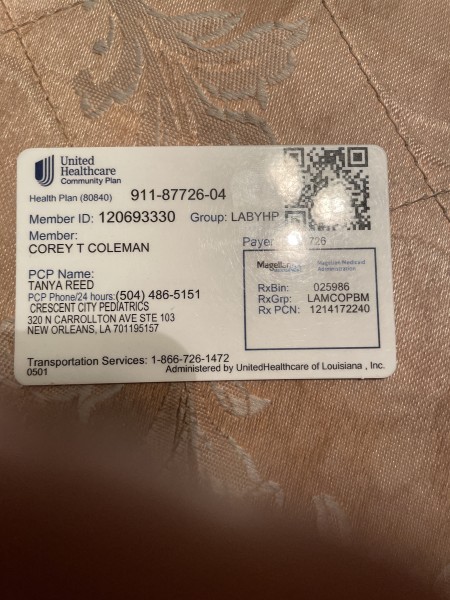 United
Healthcare
Community Plan
Health Plan (80840) 911-87726-04
Member ID: 120693330 Group: LABYHP
Member:
COREY T COLEMAN
Payer 726
PCP Name:
TANYA REED
PCP Phone/24 hours: (504) 486-5151
CRESCENT CITY PEDIATRICS
320 N CARROLLTON AVE STE 103
NEW ORLEANS, LA 701195157
Magellan Medicaid
Administration
RxBin: 025986
RxGrp: LAMCOPBM
Rx PCN: 1214172240
Transportation Services: 1-866-726-1472
0501 Administered by UnitedHealthcare of Louisiana , Inc.